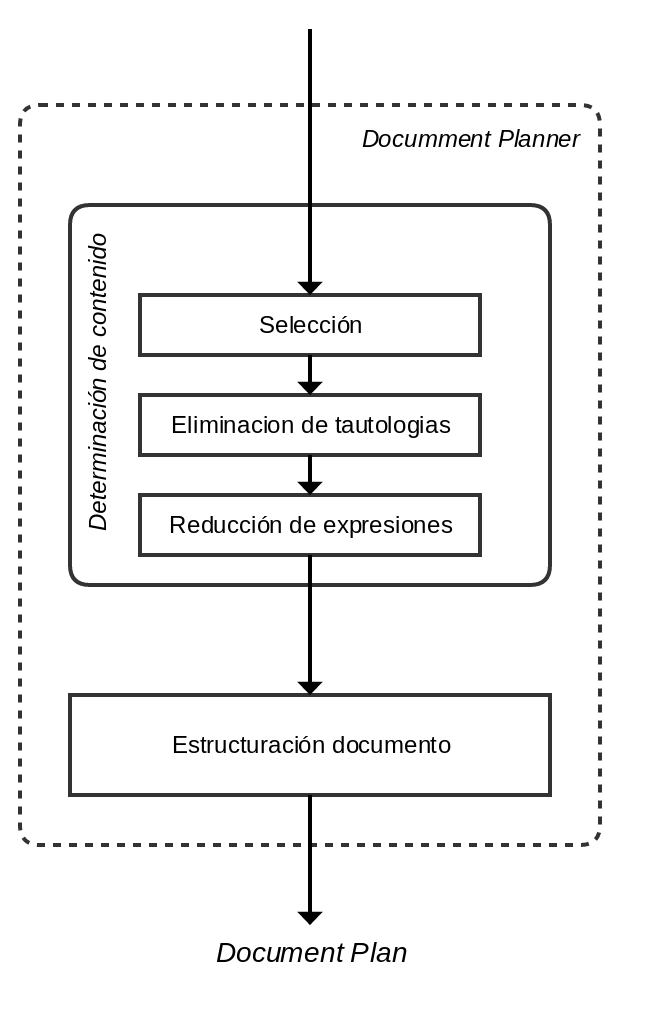 Documment Planner
Determinación de contenido
Selección
Eliminacion de tautologias
Reducción de expresiones
Estructuración documento
Document Plan